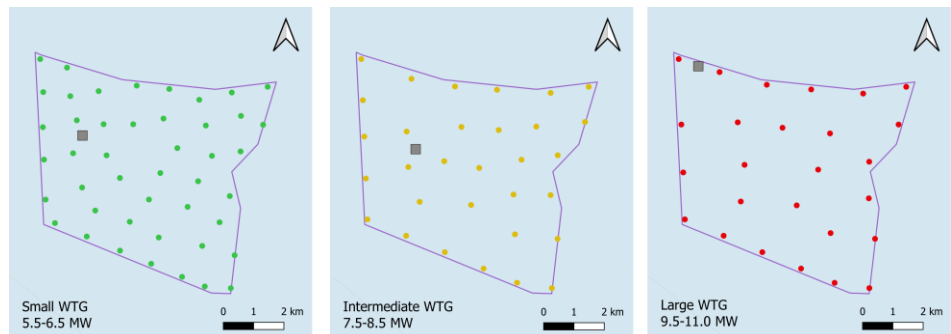 Small WTG
5.5-6.5 MW
0 1 2 km
Intermediate WTG
7.5-8.5 MW
0 1 2 km
Large WTG
9.5-11.0 MW
0 1 2 km